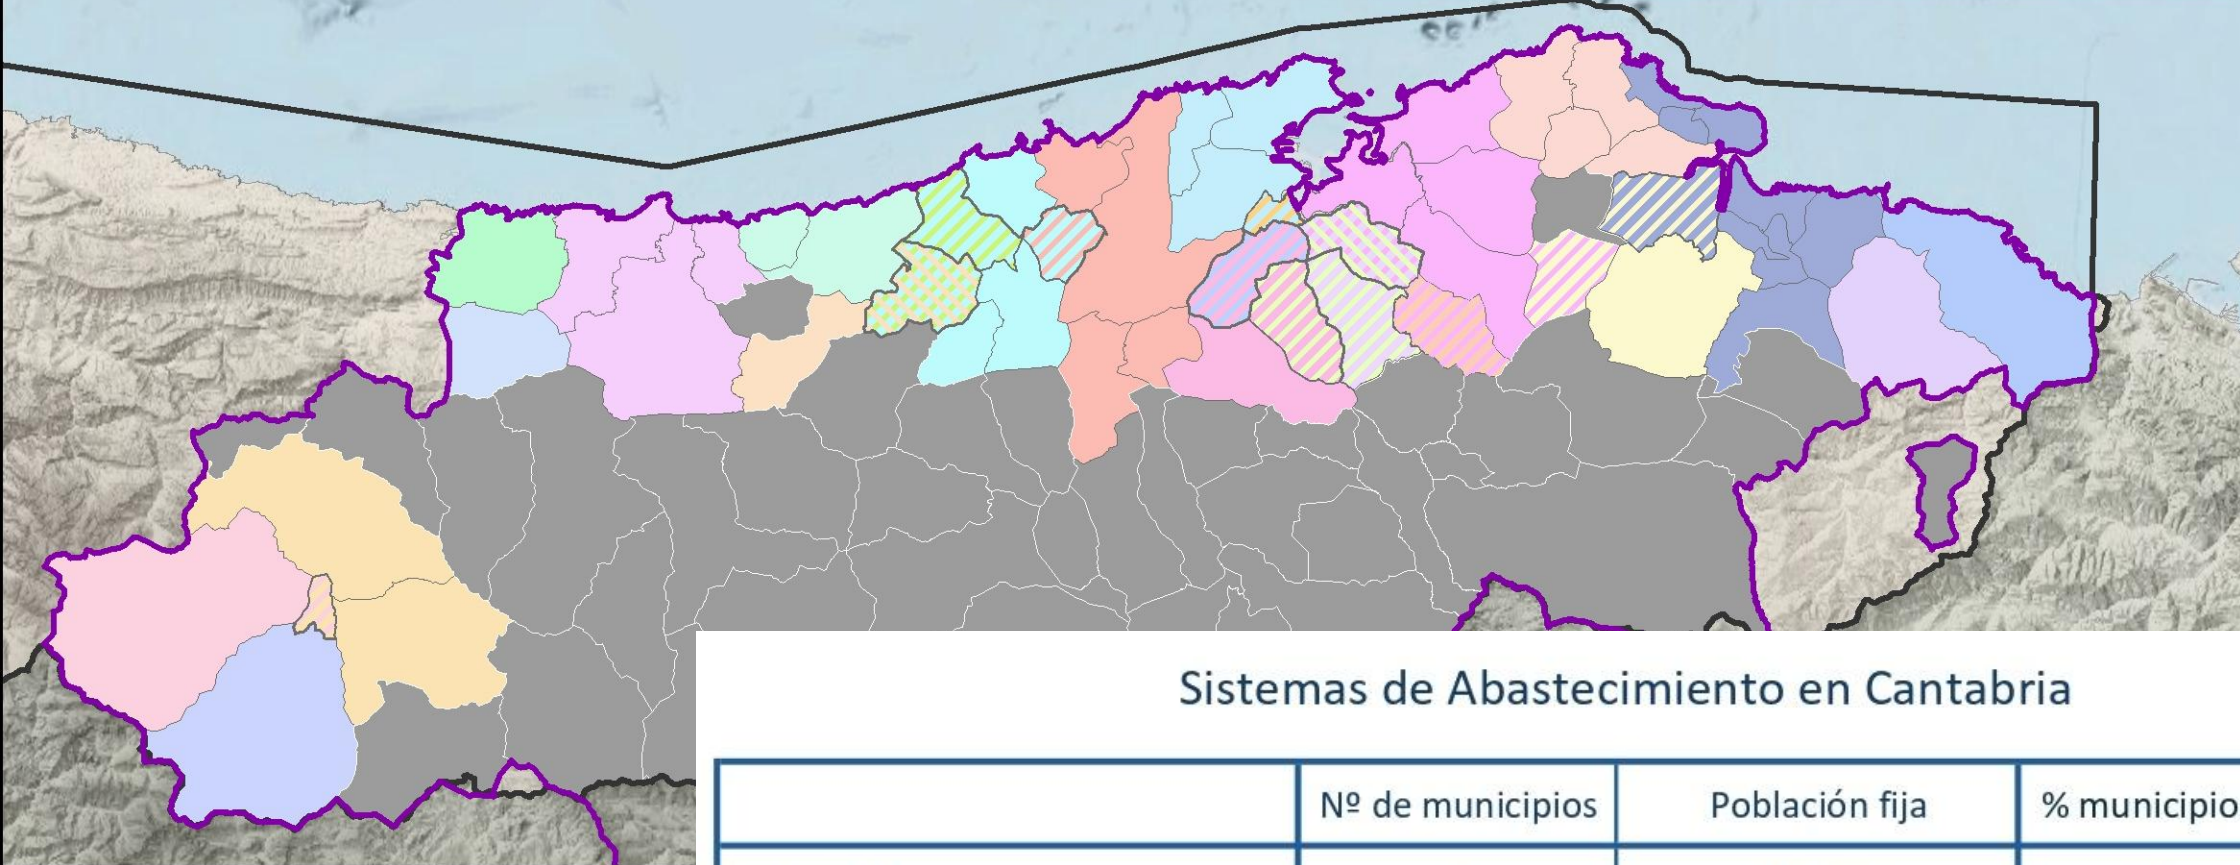 Sistemas de Abastecimiento en Cantabria
Nº de municipios Población fija % municipio